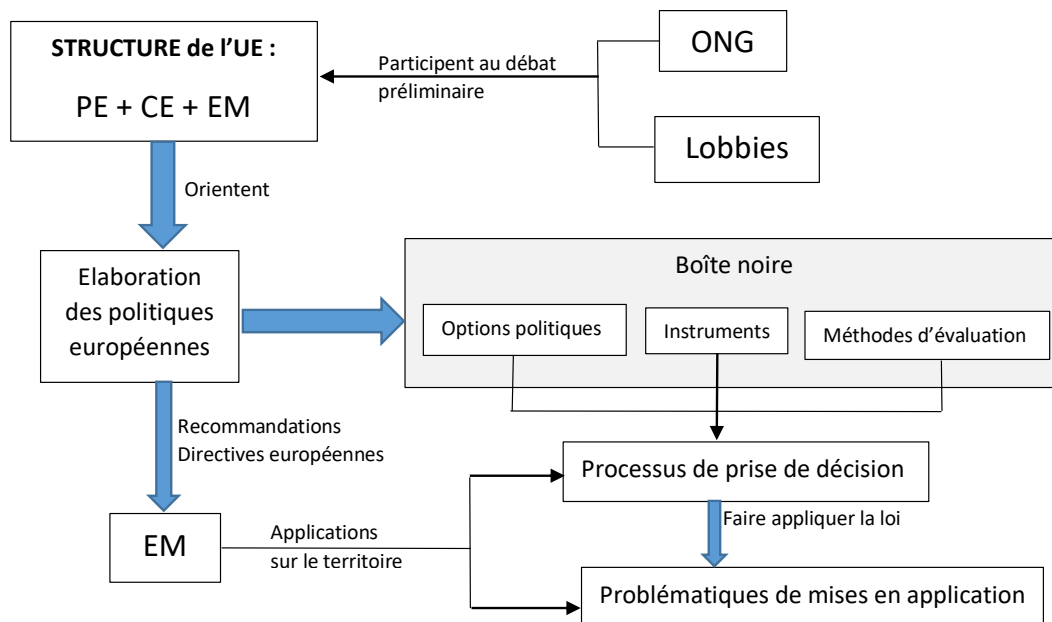 STRUCTURE de l’UE :
PE + CE + EM
Participent au débat
préliminaire
ONG
Lobbies
Orientent
Elaboration
des politiques
européennes
Boîte noire
Options politiques
Instruments
Méthodes d’évaluation
Recommandations
Directives européennes
Processus de prise de décision
Faire appliquer la loi
EM
Applications
sur le territoire
Problématiques de mises en application